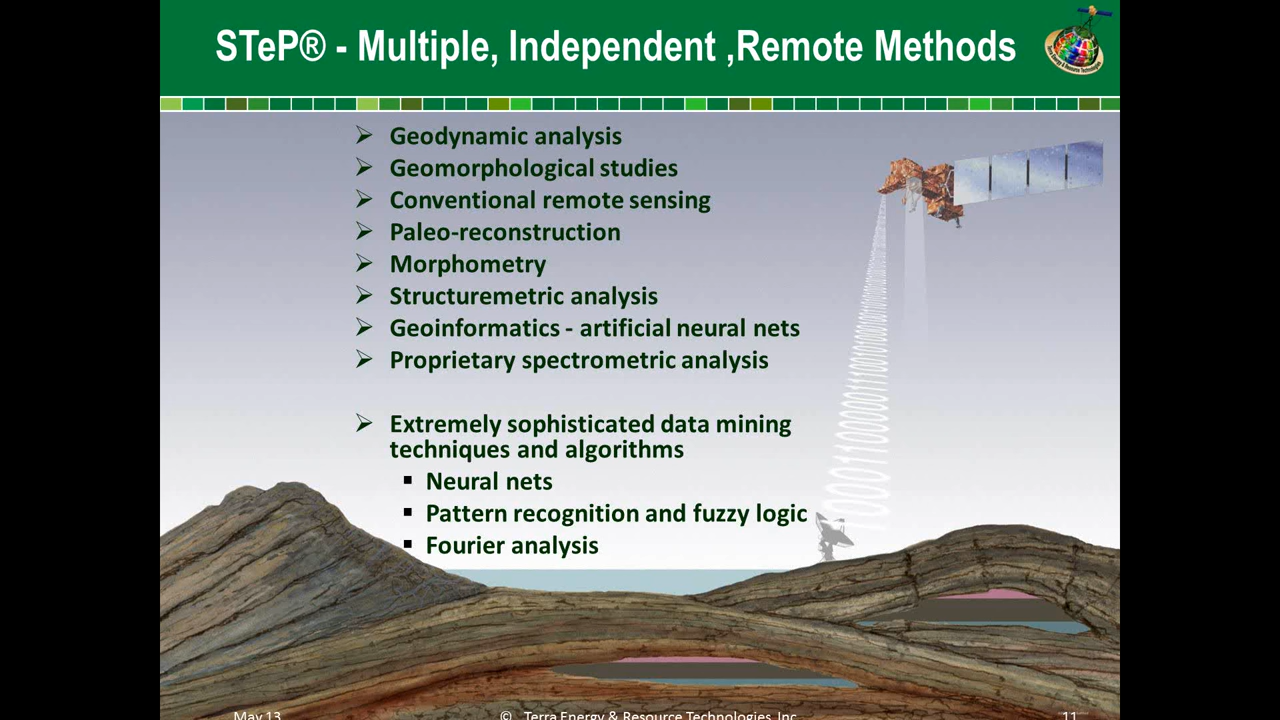 STeP® - Multiple, Independent ,Remote Methods
Geodynamic analysis
Geomorphological studies
Conventional remote sensing
Paleo-reconstruction
Morphometry
Structuremetric analysis
Geoinformatics - artificial neural nets
Proprietary spectrometric analysis
Extremely sophisticated data mining
techniques and algorithms
Neural nets
Pattern recognition and fuzzy logic
Fourier analysis
May 13 © Terra Energy & Resource Technologies, Inc. 11